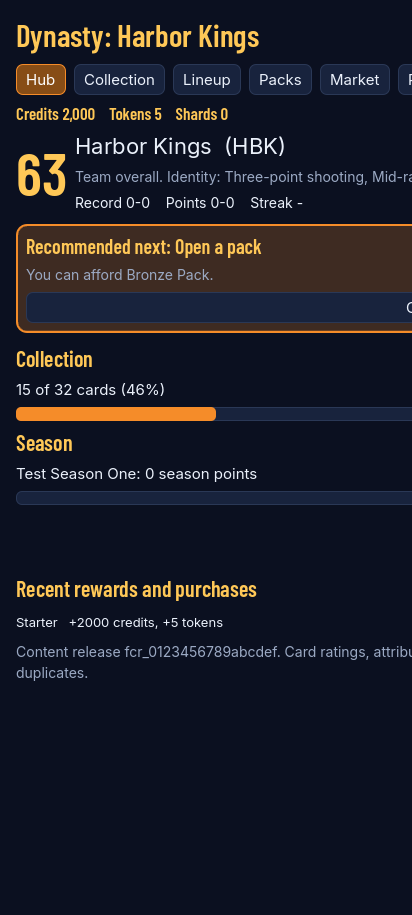 Dynasty: Harbor Kings
Hub Collection Lineup Packs Market
Credits 2,000 Tokens 5 Shards 0
63 Harbor Kings (HBK)
Team overall. Identity: Three-point shooting,
Record 0-0 Points 0-0 Streak -
Recommended next: Open a pack
You can afford Bronze Pack.
Collection
15 of 32 cards (46%)
Season
Test Season One: 0 season points
Recent rewards and purchases
Starter +2000 credits, +5 tokens
Content release fcr_0123456789abcdef. Card ratings,
duplicates.